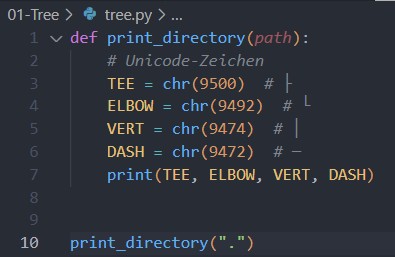 01-Tree > tree.py > ...
1 def print_directory(path):
2 # Unicode-Zeichen
3 TEE = chr(9500) # ├
4 ELBOW = chr(9492) # └
5 VERT = chr(9474) # │
6 DASH = chr(9472) # ─
7 print(TEE, ELBOW, VERT, DASH)
8
9
10 print_directory(".")